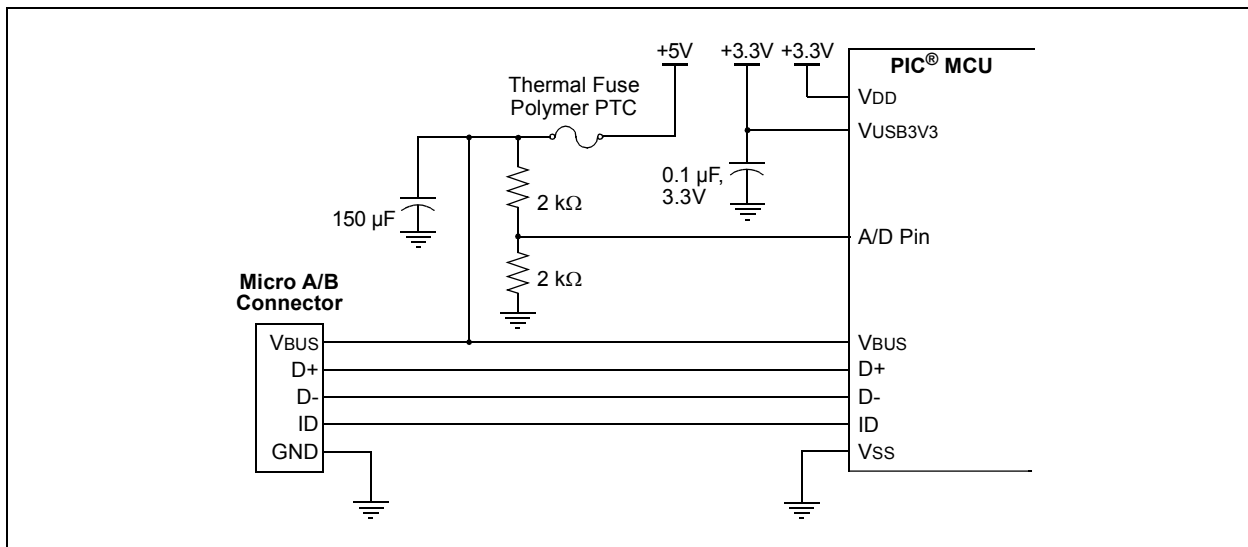 +5V
+3.3V
+3.3V
PIC® MCU
Thermal Fuse
Polymer PTC
VDD
VUSB3V3
0.1 µF,
3.3V
2 kΩ
150 µF
A/D Pin
2 kΩ
Micro A/B
Connector
VBUS
D+
D-
ID
GND
VBUS
D+
D-
ID
VSS